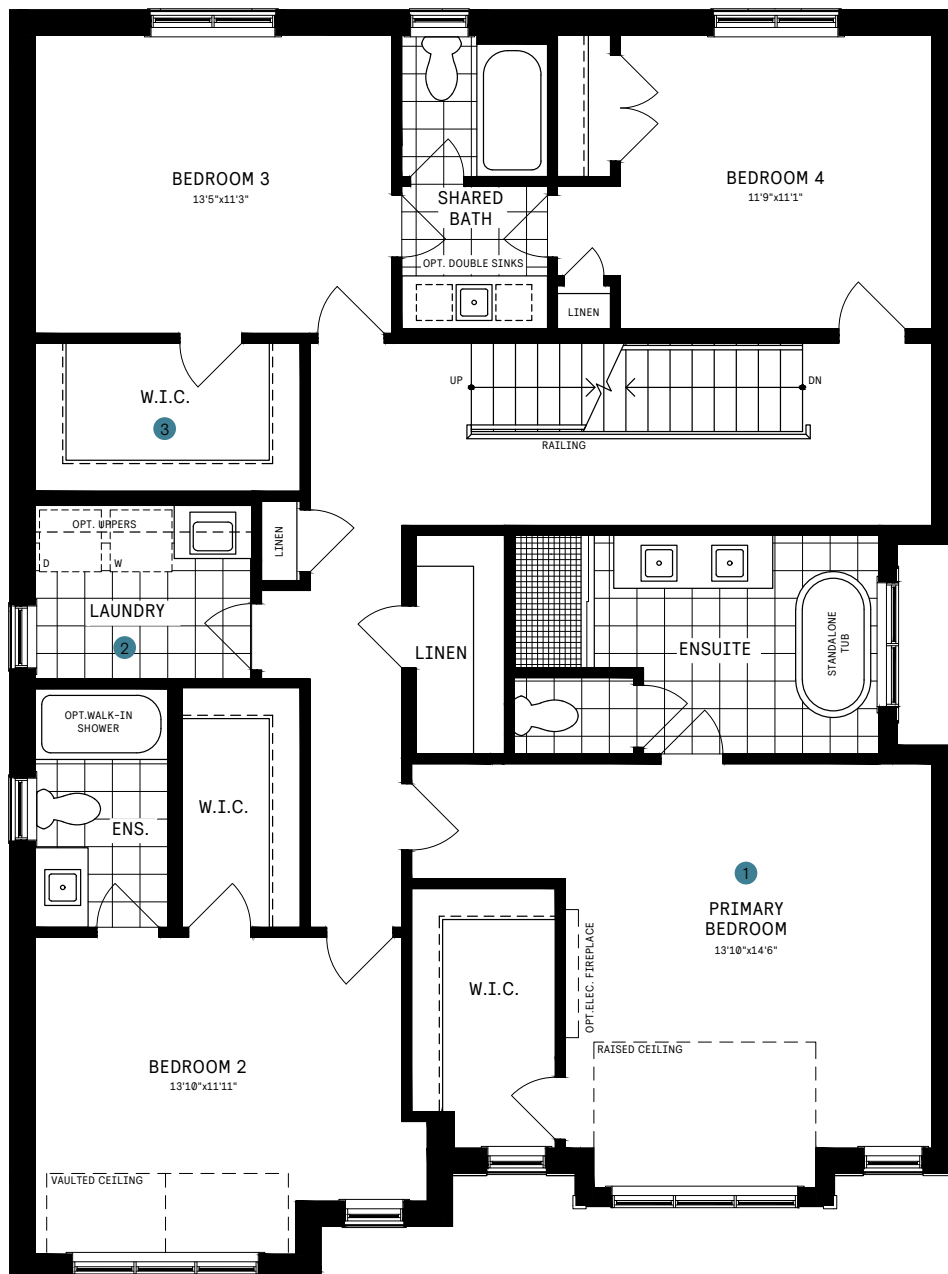 BEDROOM 3
13'5"x11'3"
SHARED
BATH
OPT. DOUBLE SINKS
BEDROOM 4
11'9"x11'1"
LINEN
W.I.C.
3
UP
DN
RAILING
OPT. UPPERS
D
W
LINEN
LAUNDRY
2
LINEN
ENSUITE
STANDALONE
TUB
OPT.WALK-IN
SHOWER
ENS.
W.I.C.
1
PRIMARY
BEDROOM
13'10"x14'6"
OPT.ELEC. FIREPLACE
W.I.C.
RAISED CEILING
BEDROOM 2
13'10"x11'11"
VAULTED CEILING